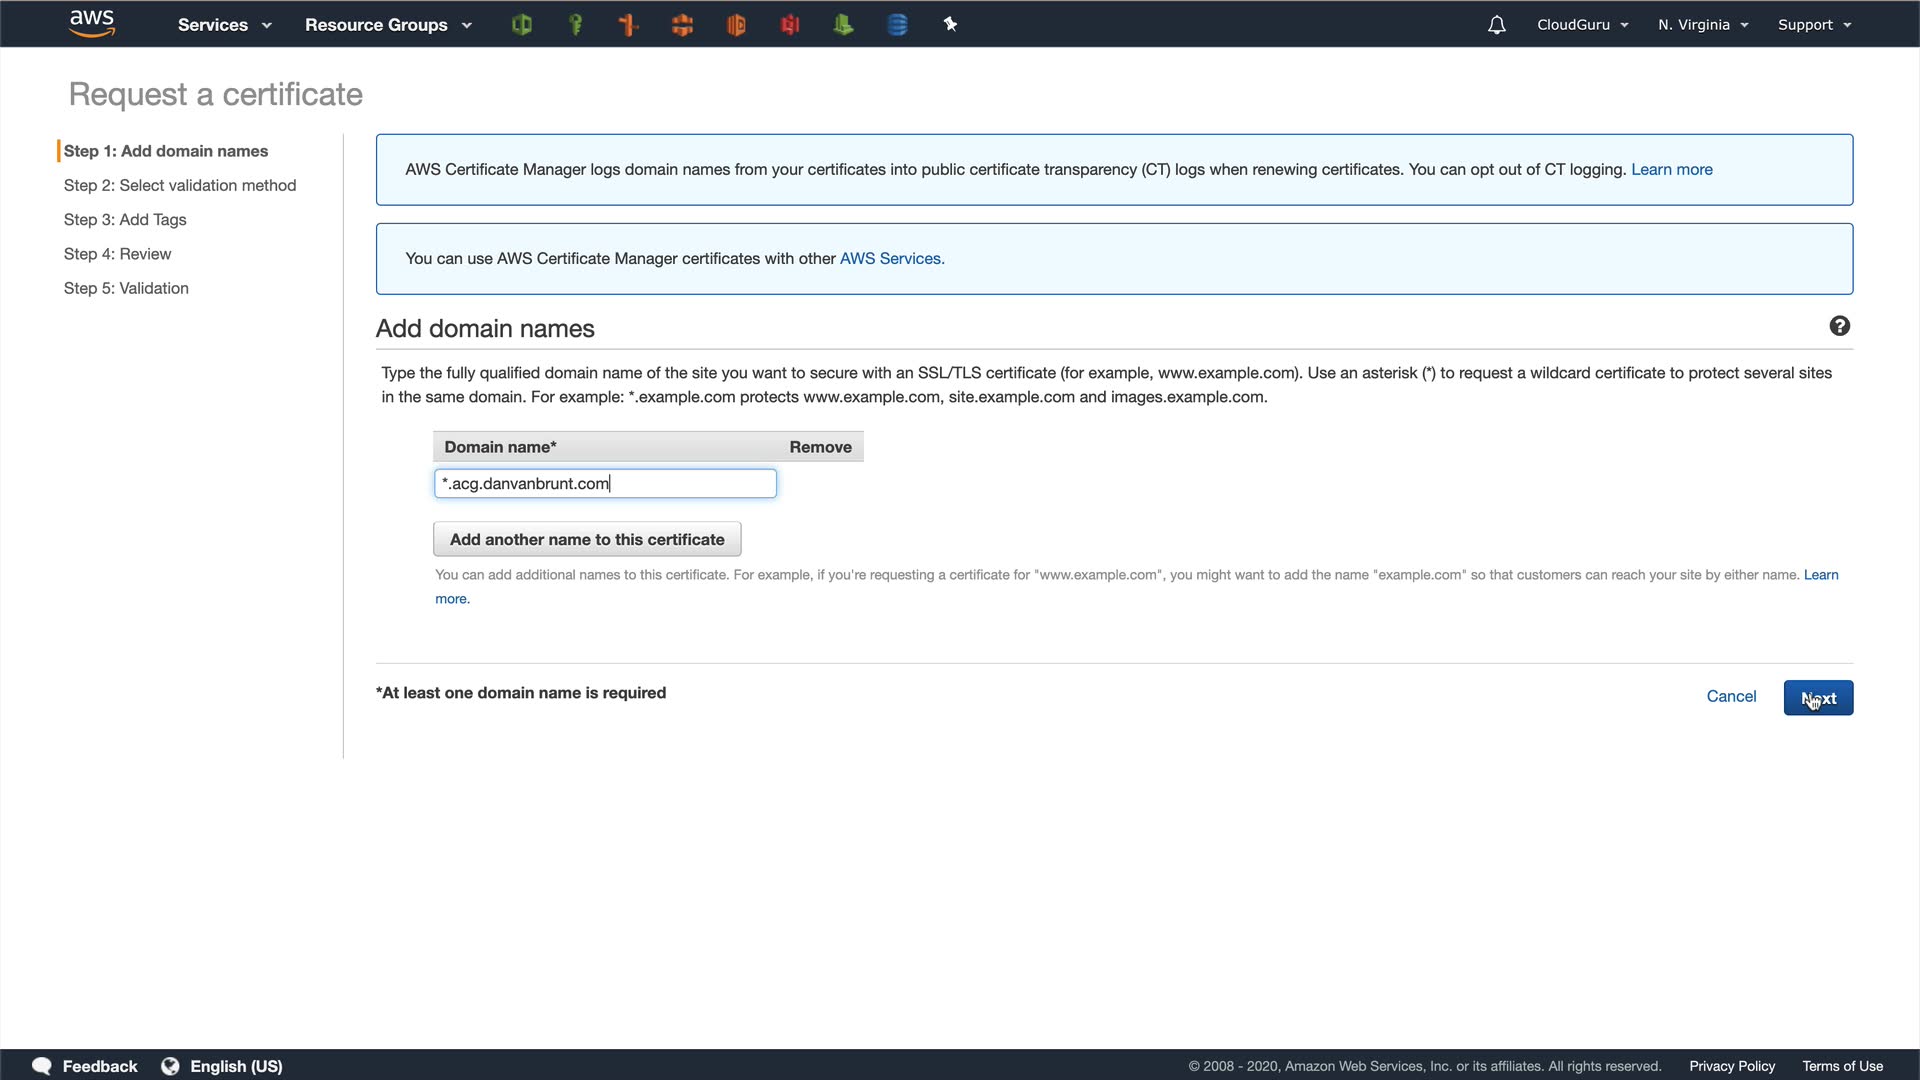 aws Services Resource Groups CloudGuru N. Virginia Support
Request a certificate
Step 1: Add domain names
Step 2: Select validation method
Step 3: Add Tags
Step 4: Review
Step 5: Validation
AWS Certificate Manager logs domain names from your certificates into public certificate transparency (CT) logs when renewing certificates. You can opt out of CT logging. Learn more
You can use AWS Certificate Manager certificates with other AWS Services.
Add domain names
Type the fully qualified domain name of the site you want to secure with an SSL/TLS certificate (for example, www.example.com). Use an asterisk (*) to request a wildcard certificate to protect several sites
in the same domain. For example: *.example.com protects www.example.com, site.example.com and images.example.com.
Domain name* Remove
*.acg.danvanbrunt.com
Add another name to this certificate
You can add additional names to this certificate. For example, if you're requesting a certificate for "www.example.com", you might want to add the name "example.com" so that customers can reach your site by either name. Learn
more.
*At least one domain name is required
Cancel Next
Feedback English (US) © 2008 - 2020, Amazon Web Services, Inc. or its affiliates. All rights reserved. Privacy Policy Terms of Use